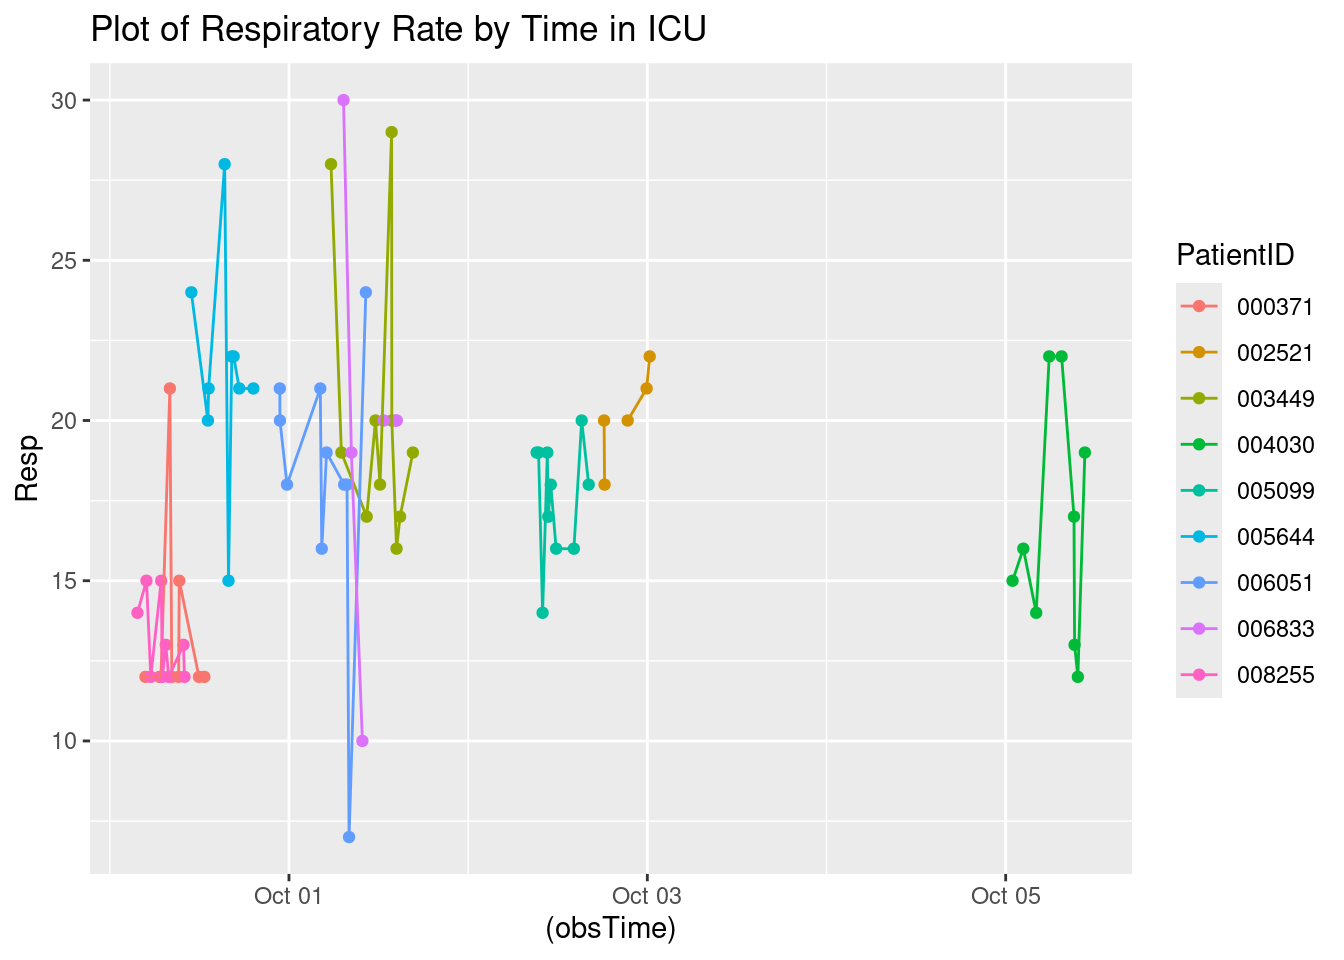 Plot of Respiratory Rate by Time in ICU
Resp
30
25
20
15
10
Oct 01
Oct 03
Oct 05
(obsTime)
PatientID
000371
002521
003449
004030
005099
005644
006051
006833
008255